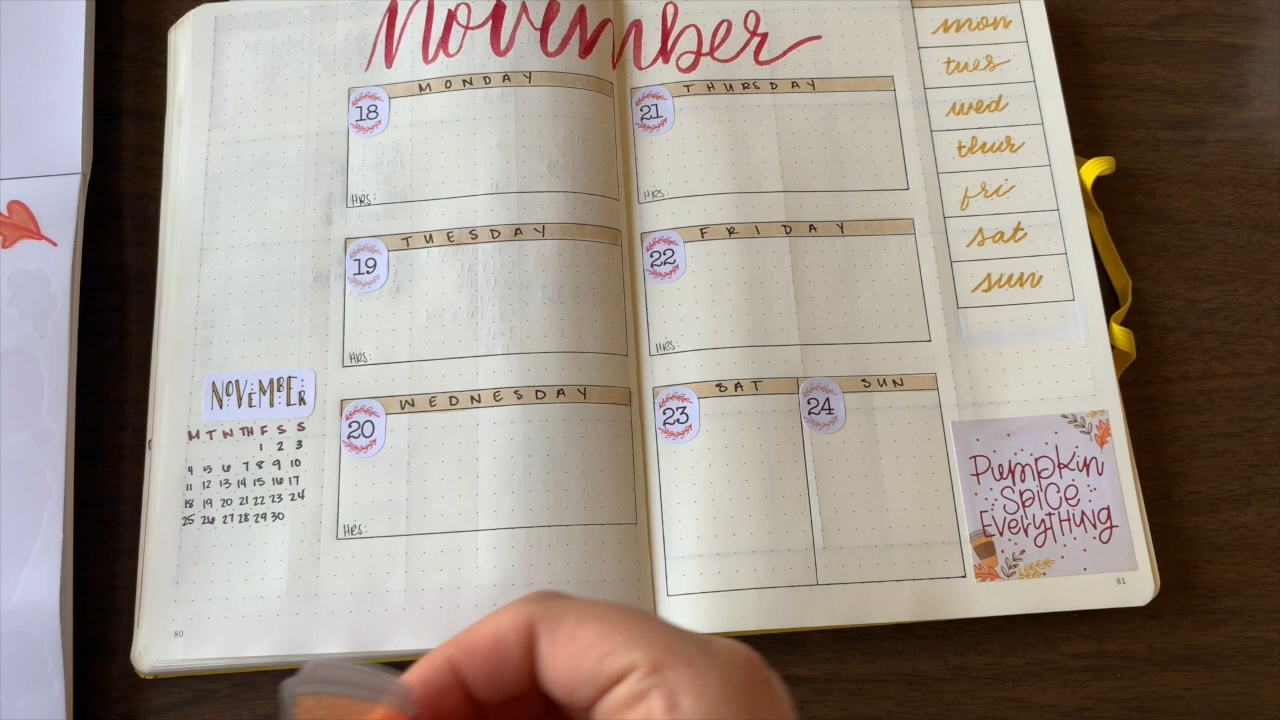 November
MONDAY
18
HRS:
TUESDAY
19
HRS:
WEDNESDAY
20
HRS:
NOVEMBER
M T W TH F S S
1 2 3
4 5 6 7 8 9 10
11 12 13 14 15 16 17
18 19 20 21 22 23 24
25 26 27 28 29 30
80
THURSDAY
21
HRS:
FRIDAY
22
HRS:
SAT
23
SUN
24
mon
tues
wed
thur
fri
sat
sun
Pumpkin
Spice
Everything
81